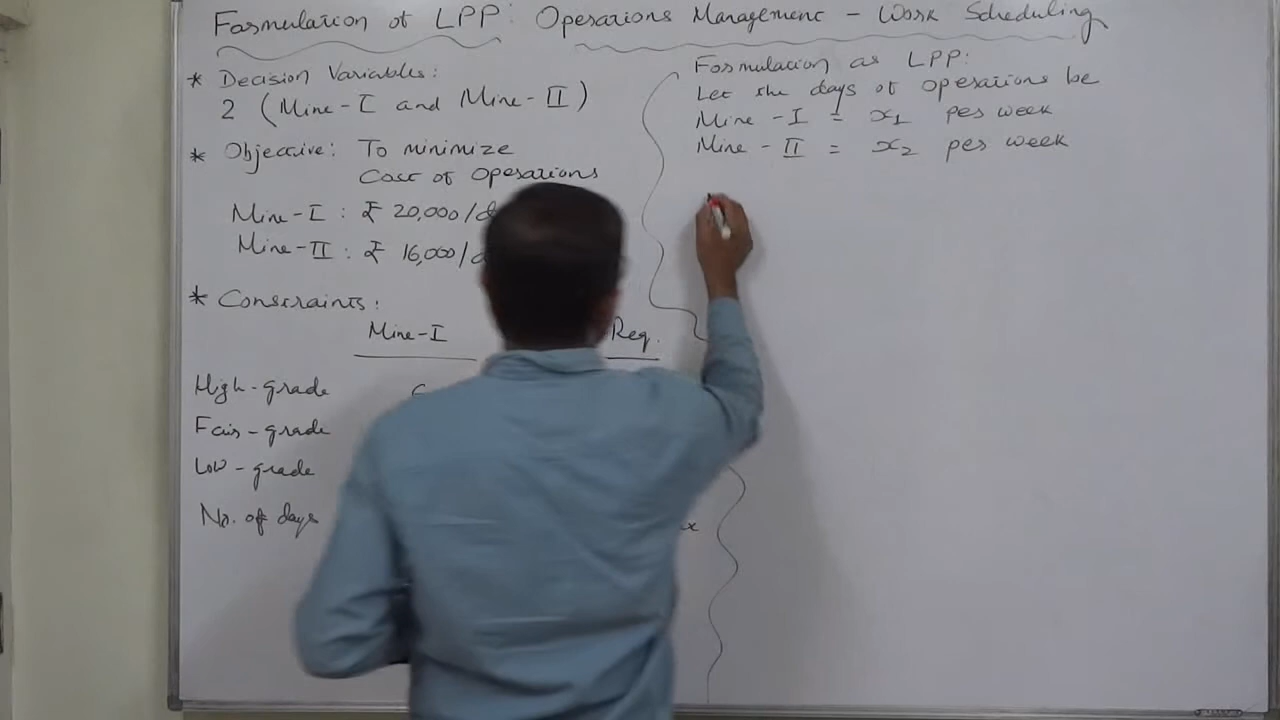 Formulation of LPP: Operations Management - Work Scheduling
* Decision Variables:
2 (Mine-I and Mine-II)
* Objective: To minimize
Cost of Operations
Mine-I : ₹ 20,000/d
Mine-II : ₹ 16,000/d
* Constraints:
Mine-I Req.
High-grade
Fair-grade
Low-grade
No. of days
Formulation as LPP:
Let the days of operations be
Mine-I = x1 per week
Mine-II = x2 per week